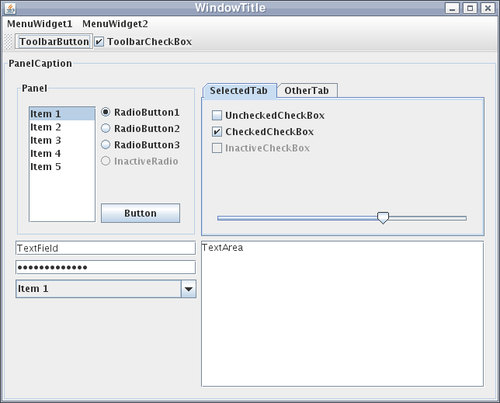 WindowTitle
MenuWidget1 MenuWidget2
ToolbarButton ToolbarCheckBox
PanelCaption
Panel
Item 1
Item 2
Item 3
Item 4
Item 5
RadioButton1
RadioButton2
RadioButton3
InactiveRadio
Button
SelectedTab OtherTab
UncheckedCheckBox
CheckedCheckBox
InactiveCheckBox
TextField
•••••••••••••
Item 1
TextArea